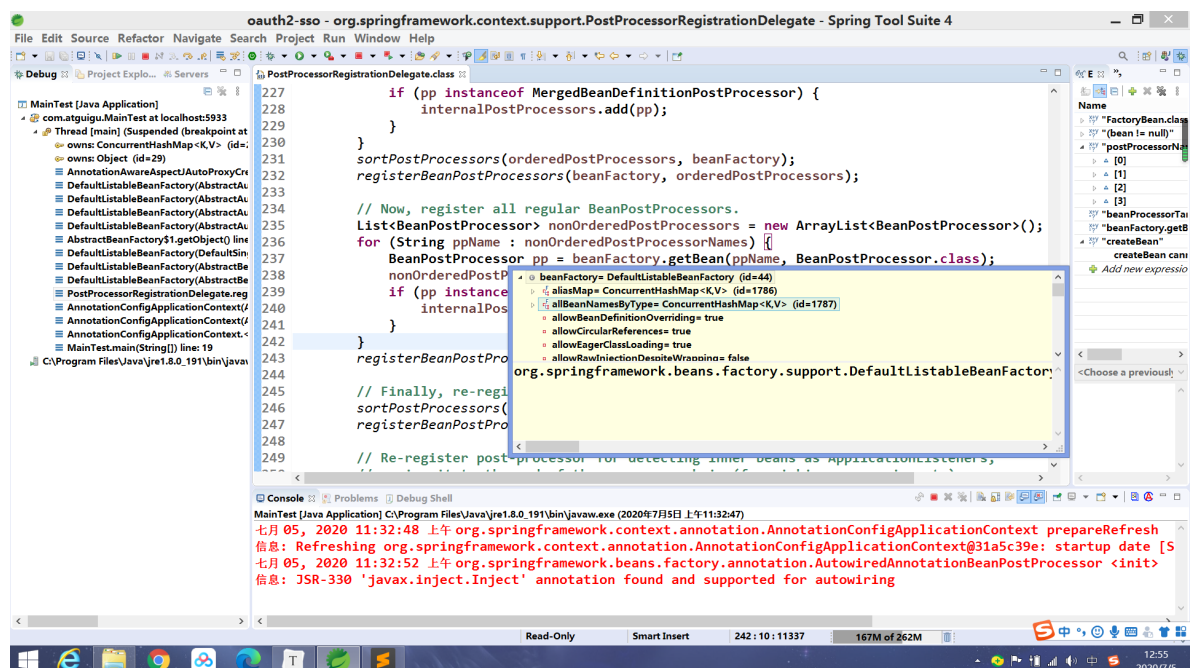 oauth2-sso - org.springframework.context.support.PostProcessorRegistrationDelegate - Spring Tool Suite 4
File Edit Source Refactor Navigate Search Project Run Window Help
Debug Project Explo... Servers
MainTest [Java Application]
com.atguigu.MainTest at localhost:5933
Thread [main] (Suspended (breakpoint at
owns: ConcurrentHashMap<K,V> (id=
owns: Object (id=29)
AnnotationAwareAspectJAutoProxyCre
DefaultListableBeanFactory(AbstractAu
DefaultListableBeanFactory(AbstractAu
DefaultListableBeanFactory(AbstractAu
DefaultListableBeanFactory(AbstractAu
AbstractBeanFactory$1.getObject() line
DefaultListableBeanFactory(DefaultSin
DefaultListableBeanFactory(AbstractBe
DefaultListableBeanFactory(AbstractBe
PostProcessorRegistrationDelegate.reg
AnnotationConfigApplicationContext(A
AnnotationConfigApplicationContext(A
AnnotationConfigApplicationContext.<
MainTest.main(String[]) line: 19
C:\Program Files\Java\jre1.8.0_191\bin\javaw
PostProcessorRegistrationDelegate.class
227 if (pp instanceof MergedBeanDefinitionPostProcessor) {
228 internalPostProcessors.add(pp);
229 }
230 }
231 sortPostProcessors(orderedPostProcessors, beanFactory);
232 registerBeanPostProcessors(beanFactory, orderedPostProcessors);
233
234 // Now, register all regular BeanPostProcessors.
235 List<BeanPostProcessor> nonOrderedPostProcessors = new ArrayList<BeanPostProcessor>();
236 for (String ppName : nonOrderedPostProcessorNames) {
237 BeanPostProcessor pp = beanFactory.getBean(ppName, BeanPostProcessor.class);
238 nonOrderedP
239 if (pp instance
240 internalPos
241 }
242 }
243 registerBeanPostPro
244
245 // Finally, re-regi
246 sortPostProcessors(
247 registerBeanPostPro
248
249 // Re-register post-processor for detecting inner beans as ApplicationListeners,
beanFactory= DefaultListableBeanFactory (id=44)
aliasMap= ConcurrentHashMap<K,V> (id=1786)
allBeanNamesByType= ConcurrentHashMap<K,V> (id=1787)
allowBeanDefinitionOverriding= true
allowCircularReferences= true
allowEagerClassLoading= true
allowRawInjectionDespiteWrapping= false
org.springframework.beans.factory.support.DefaultListableBeanFactory
E
Name
"FactoryBean.class
"(bean != null)"
"postProcessorNa
[0]
[1]
[2]
[3]
"beanProcessorTar
"beanFactory.getB
"createBean"
createBean cann
Add new expressio
<Choose a previously
Console Problems Debug Shell
MainTest [Java Application] C:\Program Files\Java\jre1.8.0_191\bin\javaw.exe (2020年7月5日 上午11:32:47)
七月 05, 2020 11:32:48 上午 org.springframework.context.annotation.AnnotationConfigApplicationContext prepareRefresh
信息: Refreshing org.springframework.context.annotation.AnnotationConfigApplicationContext@31a5c39e: startup date [S
七月 05, 2020 11:32:52 上午 org.springframework.beans.factory.annotation.AutowiredAnnotationBeanPostProcessor <init>
信息: JSR-330 'javax.inject.Inject' annotation found and supported for autowiring
Read-Only Smart Insert 242 : 10 : 11337 167M of 262M
中
12:55
2020/7/5